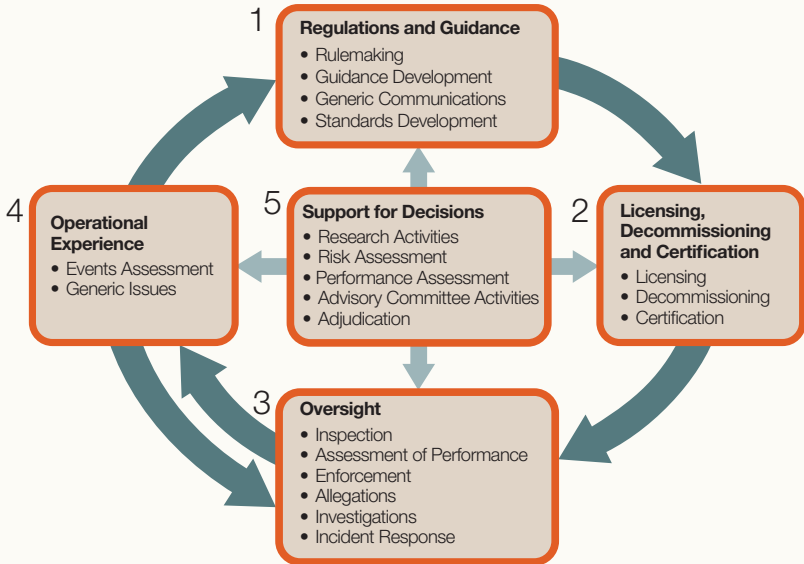 1
Regulations and Guidance
• Rulemaking
• Guidance Development
• Generic Communications
• Standards Development
2
Licensing,
Decommissioning
and Certification
• Licensing
• Decommissioning
• Certification
3
Oversight
• Inspection
• Assessment of Performance
• Enforcement
• Allegations
• Investigations
• Incident Response
4
Operational
Experience
• Events Assessment
• Generic Issues
5
Support for Decisions
• Research Activities
• Risk Assessment
• Performance Assessment
• Advisory Committee Activities
• Adjudication